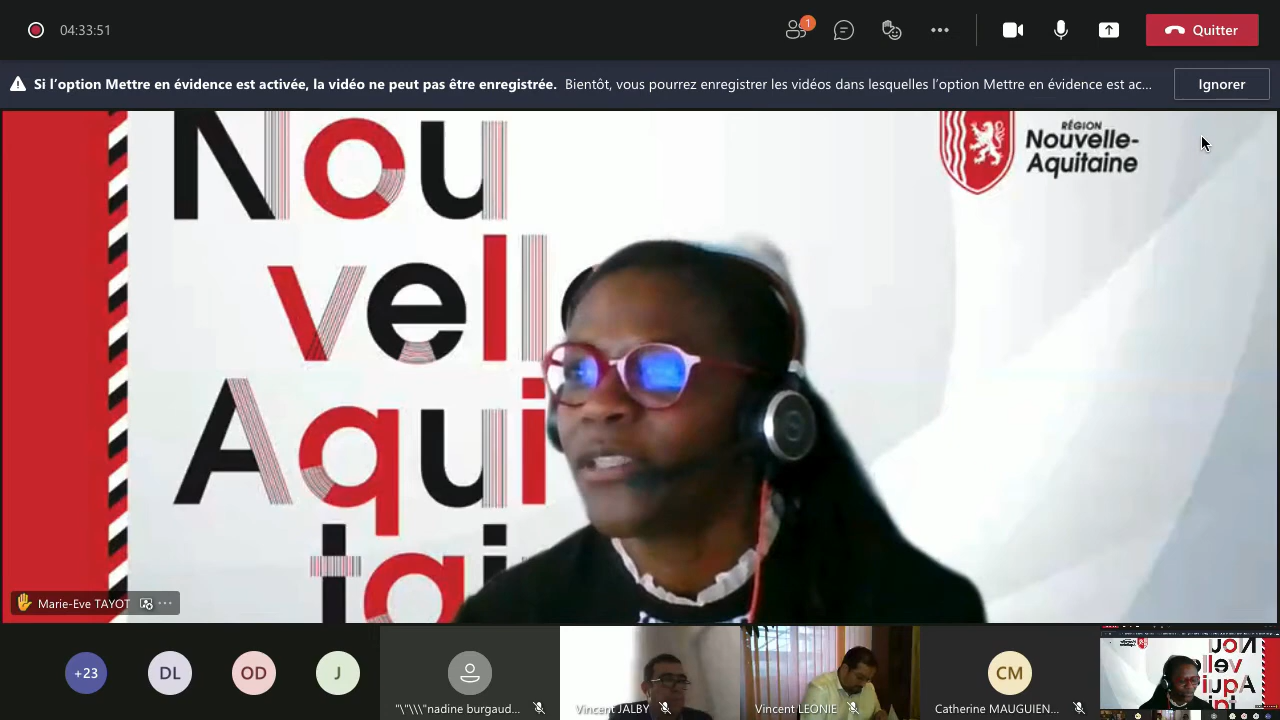 04:33:51
1
Quitter
Si l'option Mettre en évidence est activée, la vidéo ne peut pas être enregistrée. Bientôt, vous pourrez enregistrer les vidéos dans lesquelles l'option Mettre en évidence est ac...
Ignorer
Nou
vell
Aqui
tai
RÉGION
Nouvelle-
Aquitaine
Marie-Eve TAYOT
+23
DL
OD
J
"\"\\\"nadine burgaud...
Vincent JALBY
Vincent LEONIE
CM
Catherine MAUGUIEN...